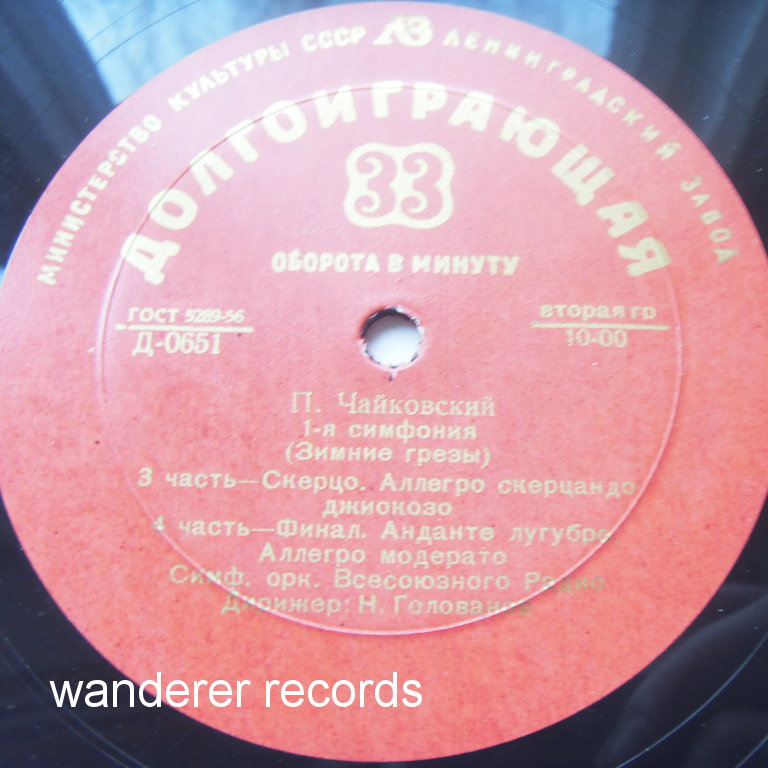 МИНИСТЕРСТВО КУЛЬТУРЫ СССР ЛЗ ЛЕНИНГРАДСКИЙ ЗАВОД
ДОЛГОИГРАЮЩАЯ
33
ОБОРОТА В МИНУТУ
ГОСТ 5289-56
Д-0651
вторая гр
10-00
П. Чайковский
1-я симфония
(Зимние грезы)
3 часть—Скерцо. Аллегро скерцандо
джиокозо
4 часть—Финал. Анданте лугубре
Аллегро модерато
Симф. орк. Всесоюзного Радио
Дирижер: Н. Голованов
wanderer records